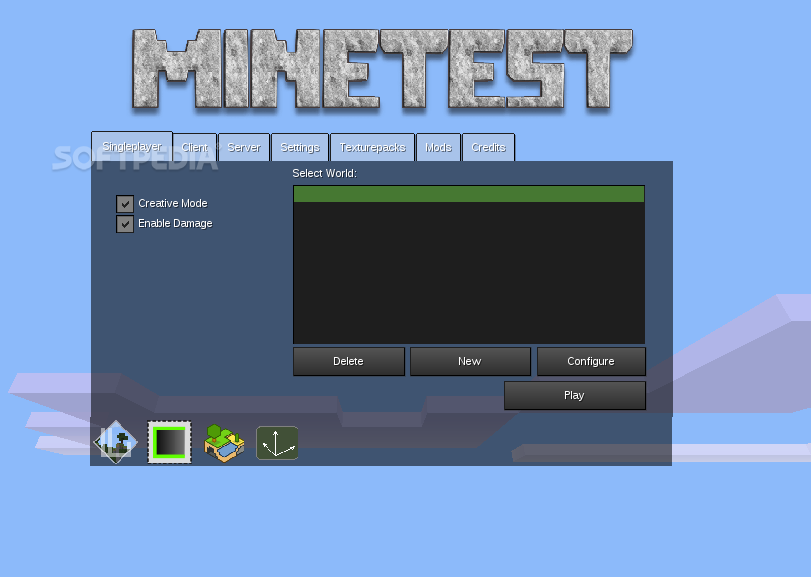 MINETEST
Singleplayer Client Server Settings Texturepacks Mods Credits
SOFTPEDIA
Select World:
Creative Mode
Enable Damage
Delete New Configure
Play